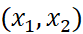 (x₁, x₂)